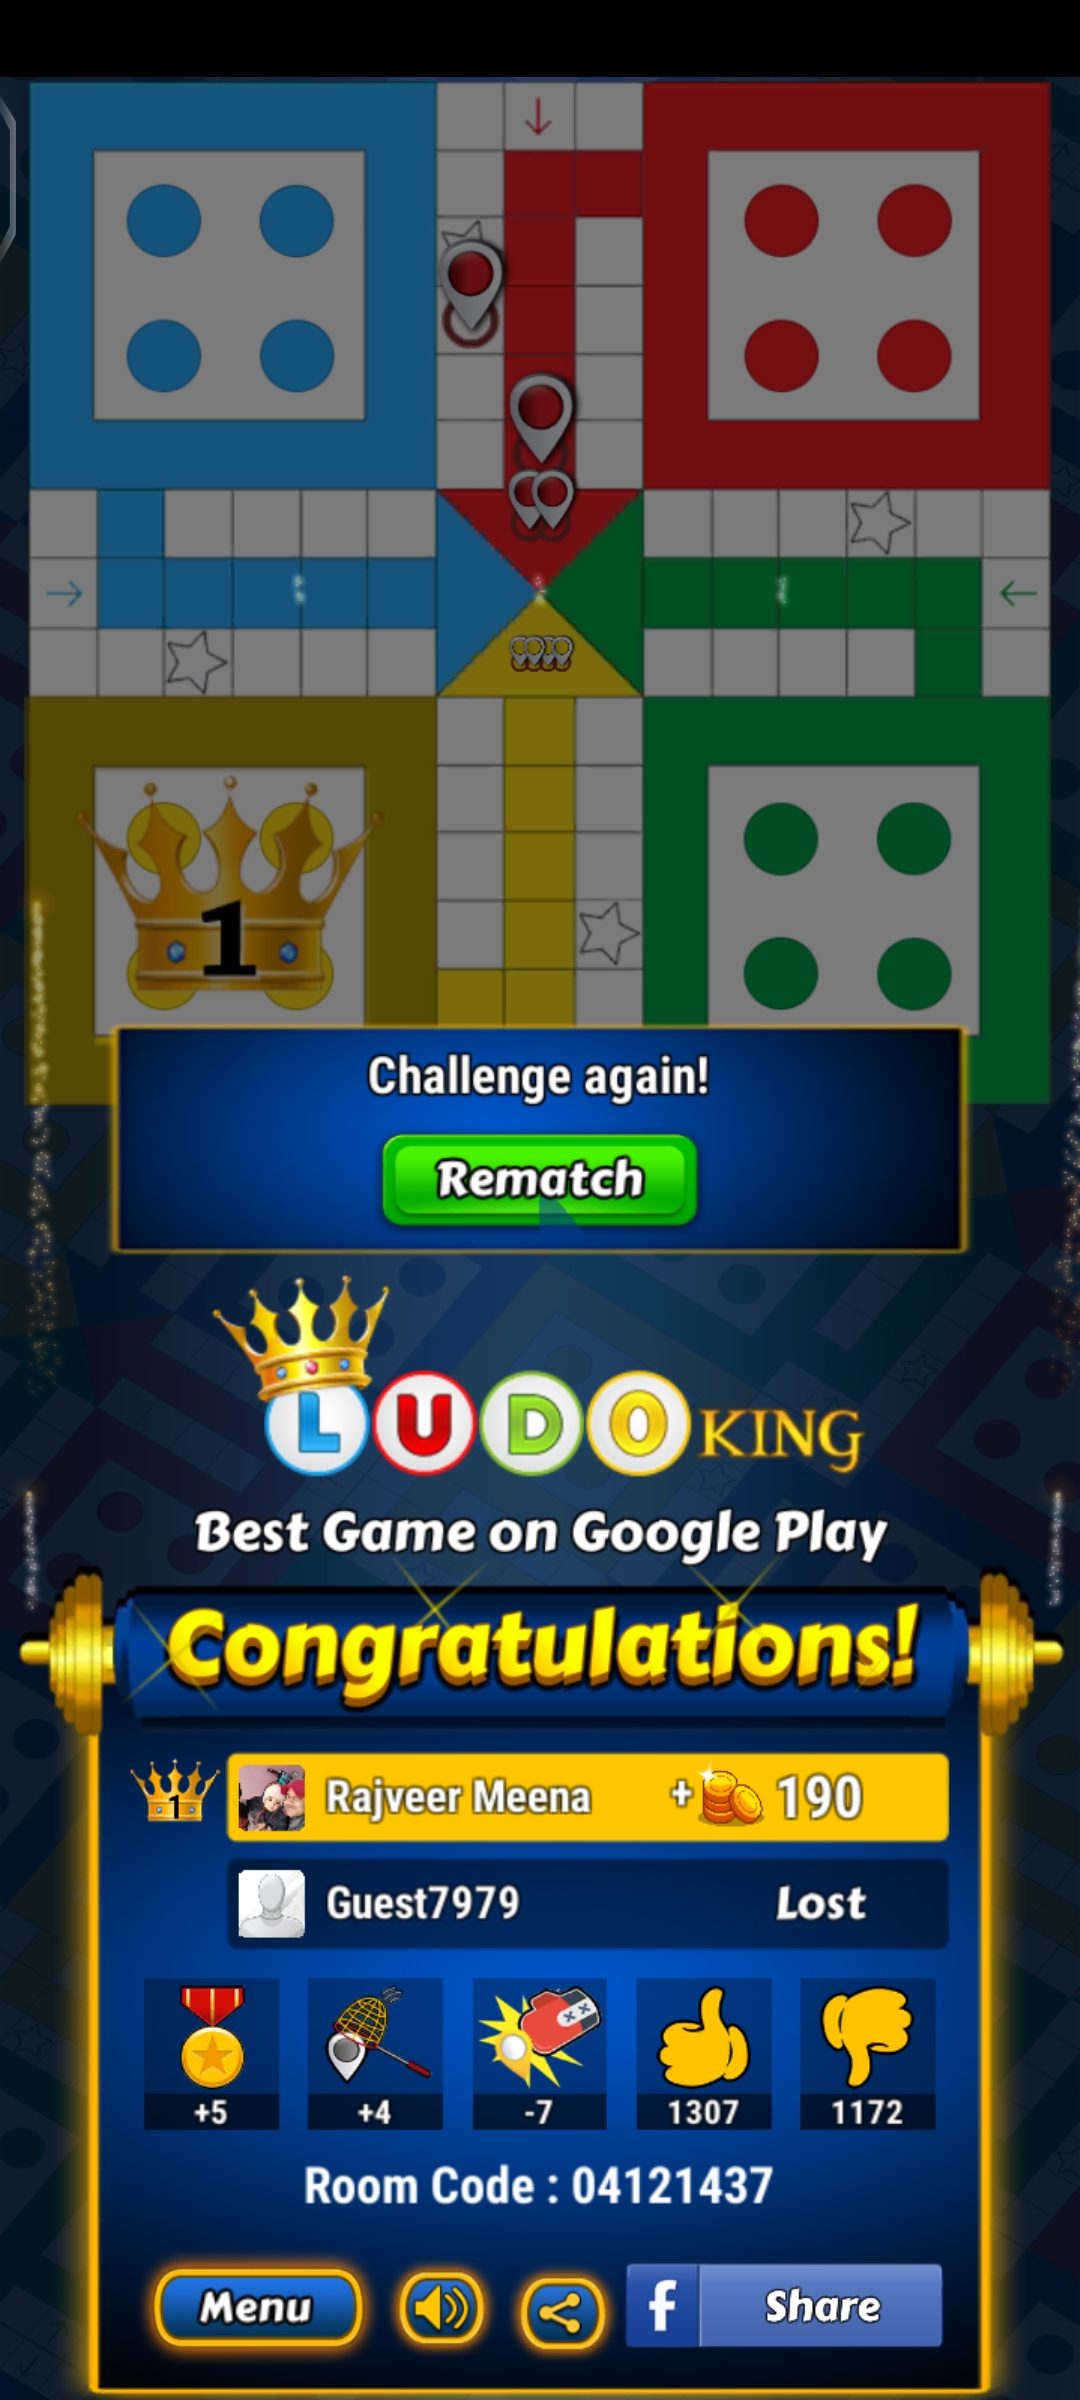 1
Challenge again!
Rematch
LUDO KING
Best Game on Google Play
Congratulations!
1 Rajveer Meena + 190
Guest7979 Lost
+5 +4 -7 1307 1172
Room Code : 04121437
Menu f Share